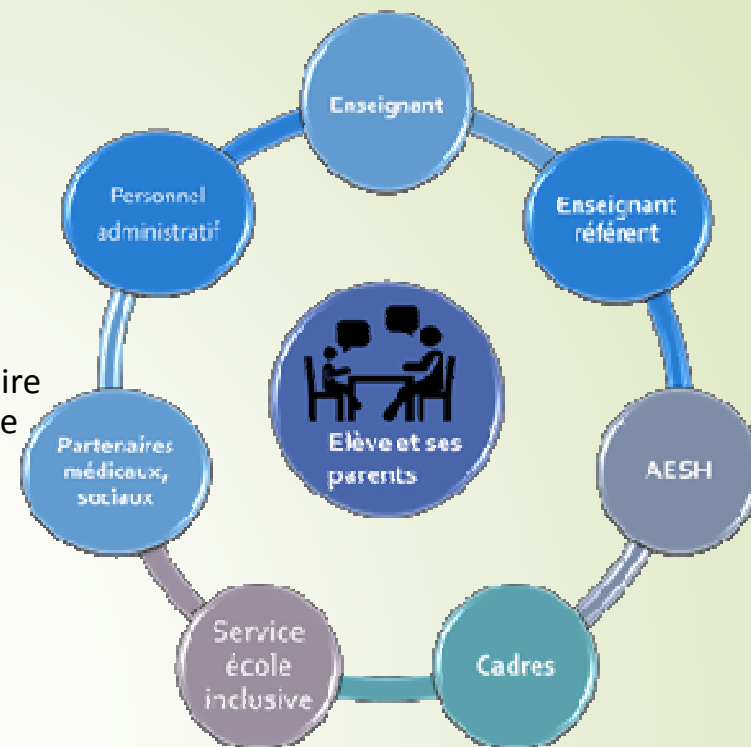 Enseignant
Personnel
administratif
Enseignant
référent
ire
e
Partenaires
médicaux,
sociaux
Elève et ses
parents
AESH
Service
école
inclusive
Cadres